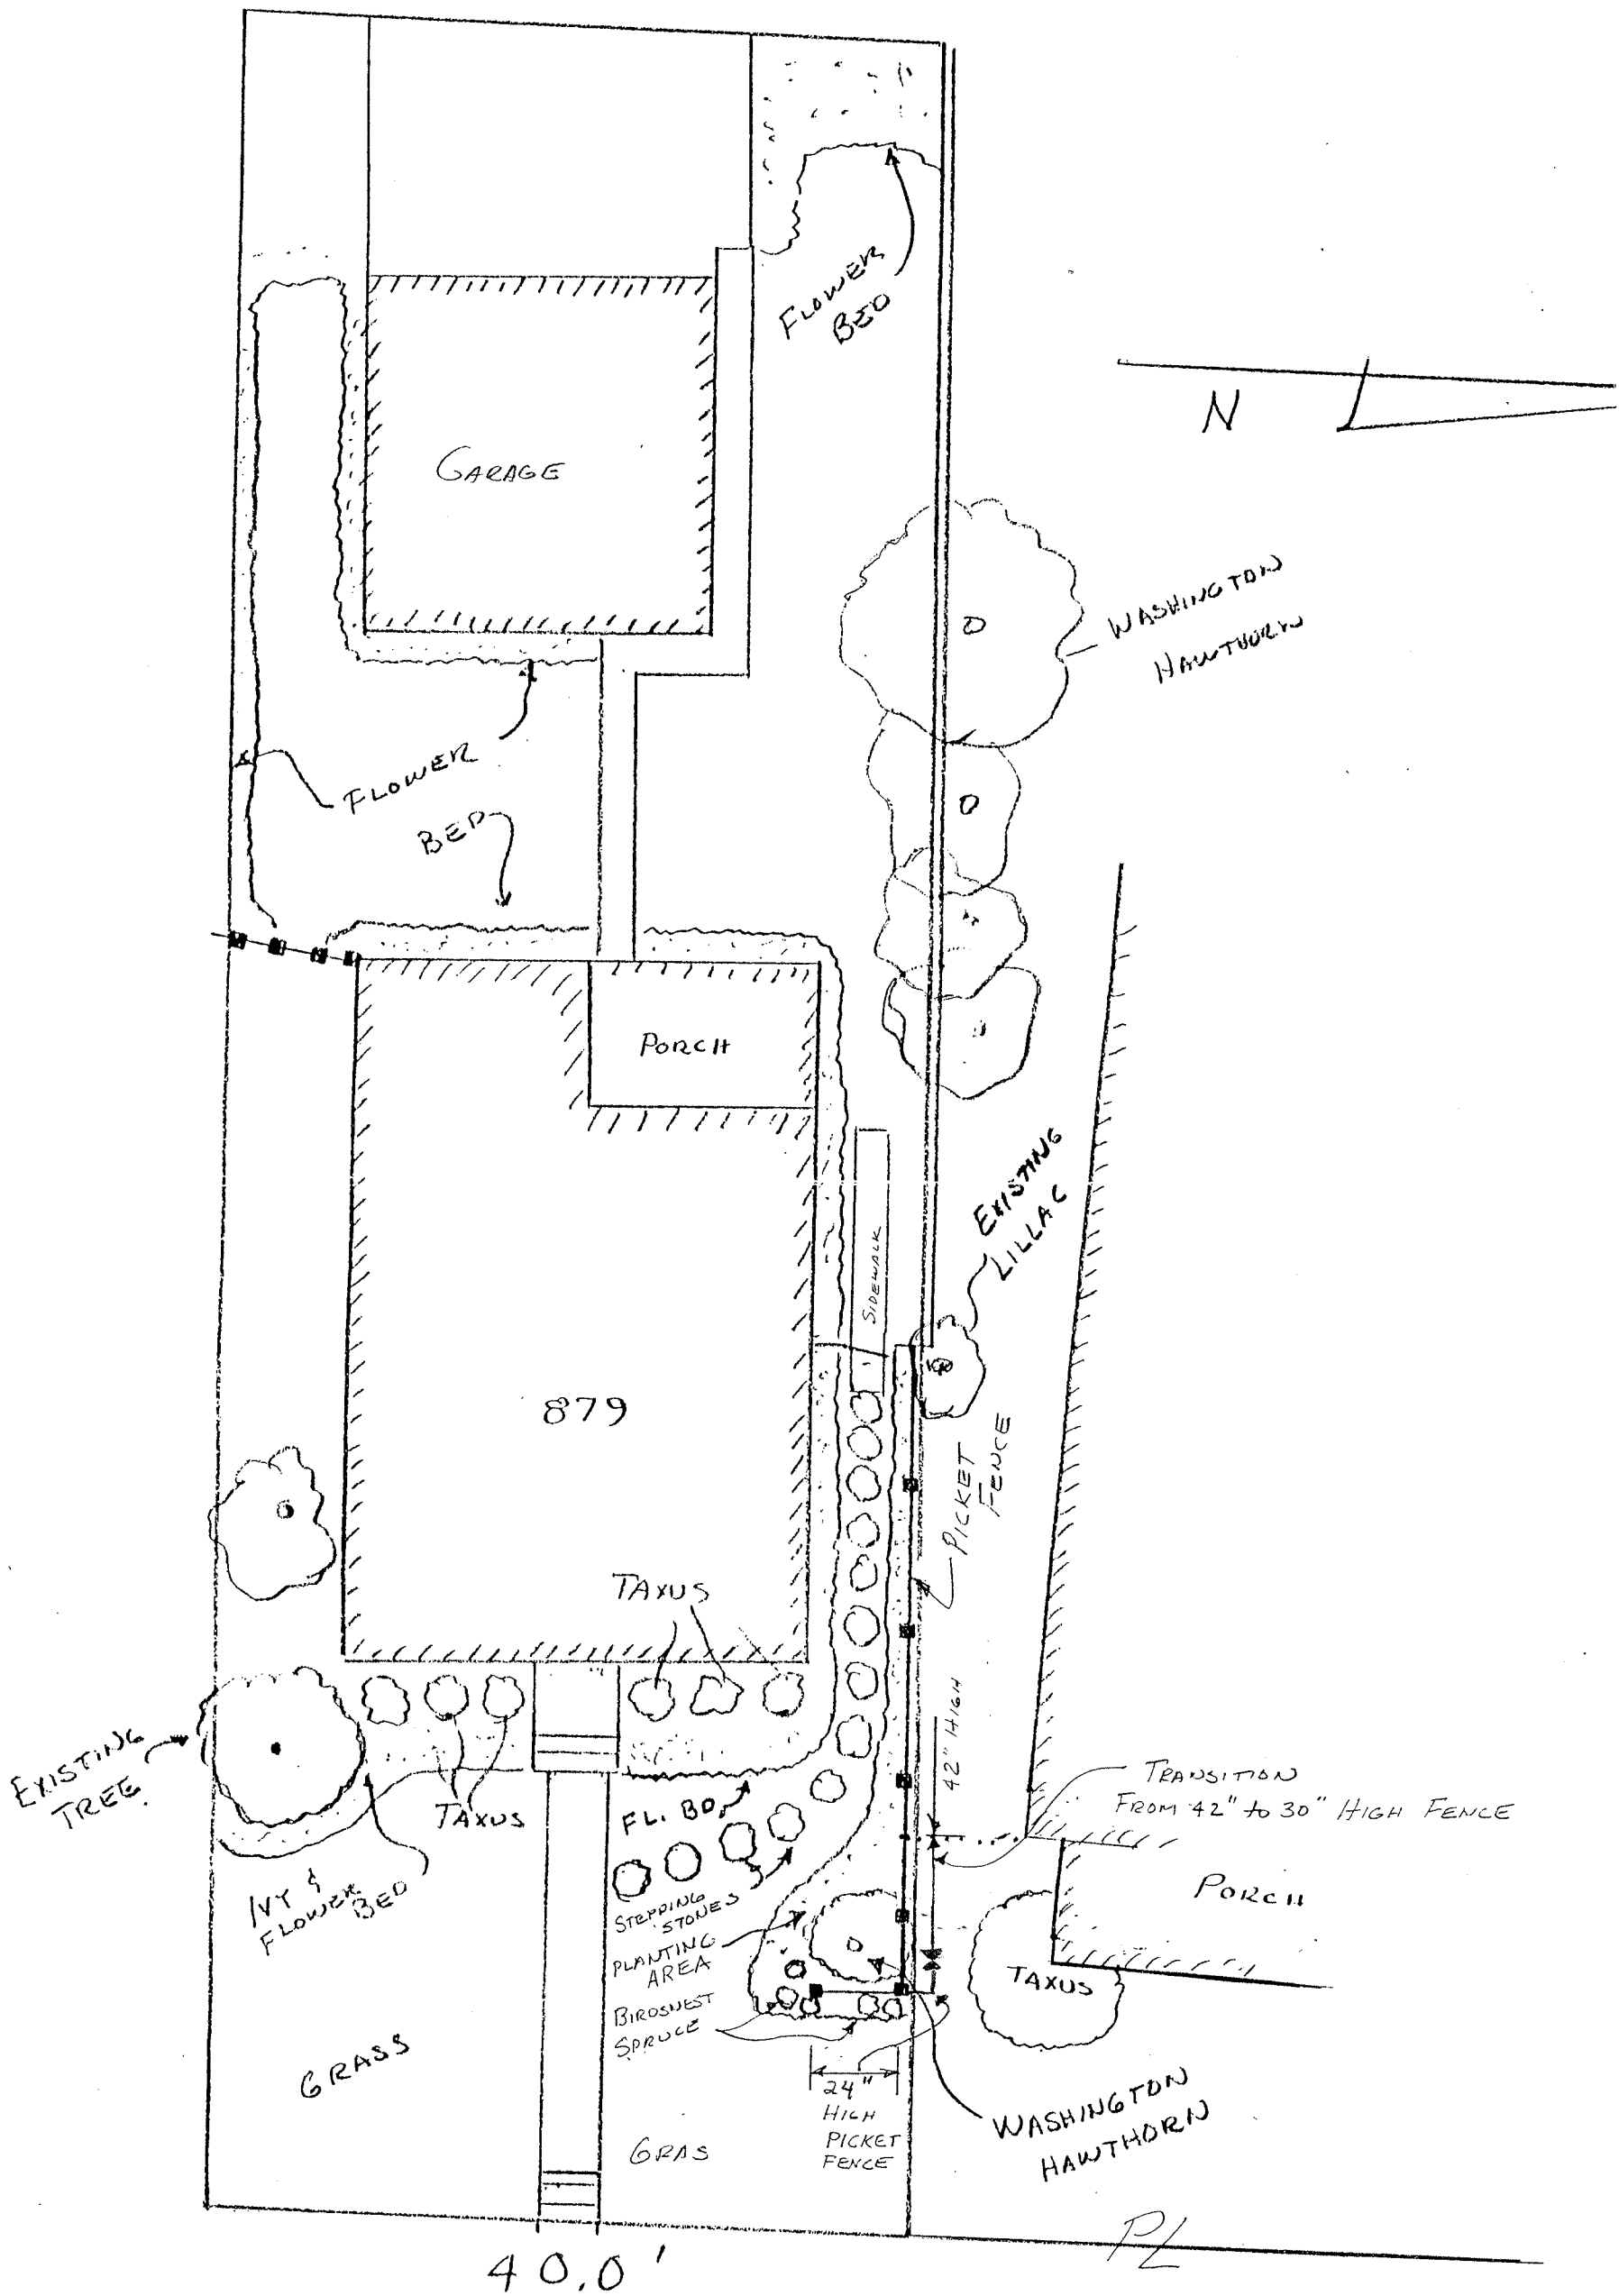 FLOWER
BED
N
GARAGE
WASHINGTON
HAWTHORN
FLOWER
BED
PORCH
EXISTING
LILLAC
SIDEWALK
879
PICKET
FENCE
TAXUS
42" HIGH
EXISTING
TREE
TAXUS
FL. BD.
TRANSITION
FROM 42" to 30" HIGH FENCE
IVY &
FLOWER
BED
STEPPING
STONES
PORCH
PLANTING
AREA
TAXUS
BIRDSNEST
SPRUCE
GRASS
24"
HIGH
PICKET
FENCE
GRAS
WASHINGTON
HAWTHORN
PL
40.0'